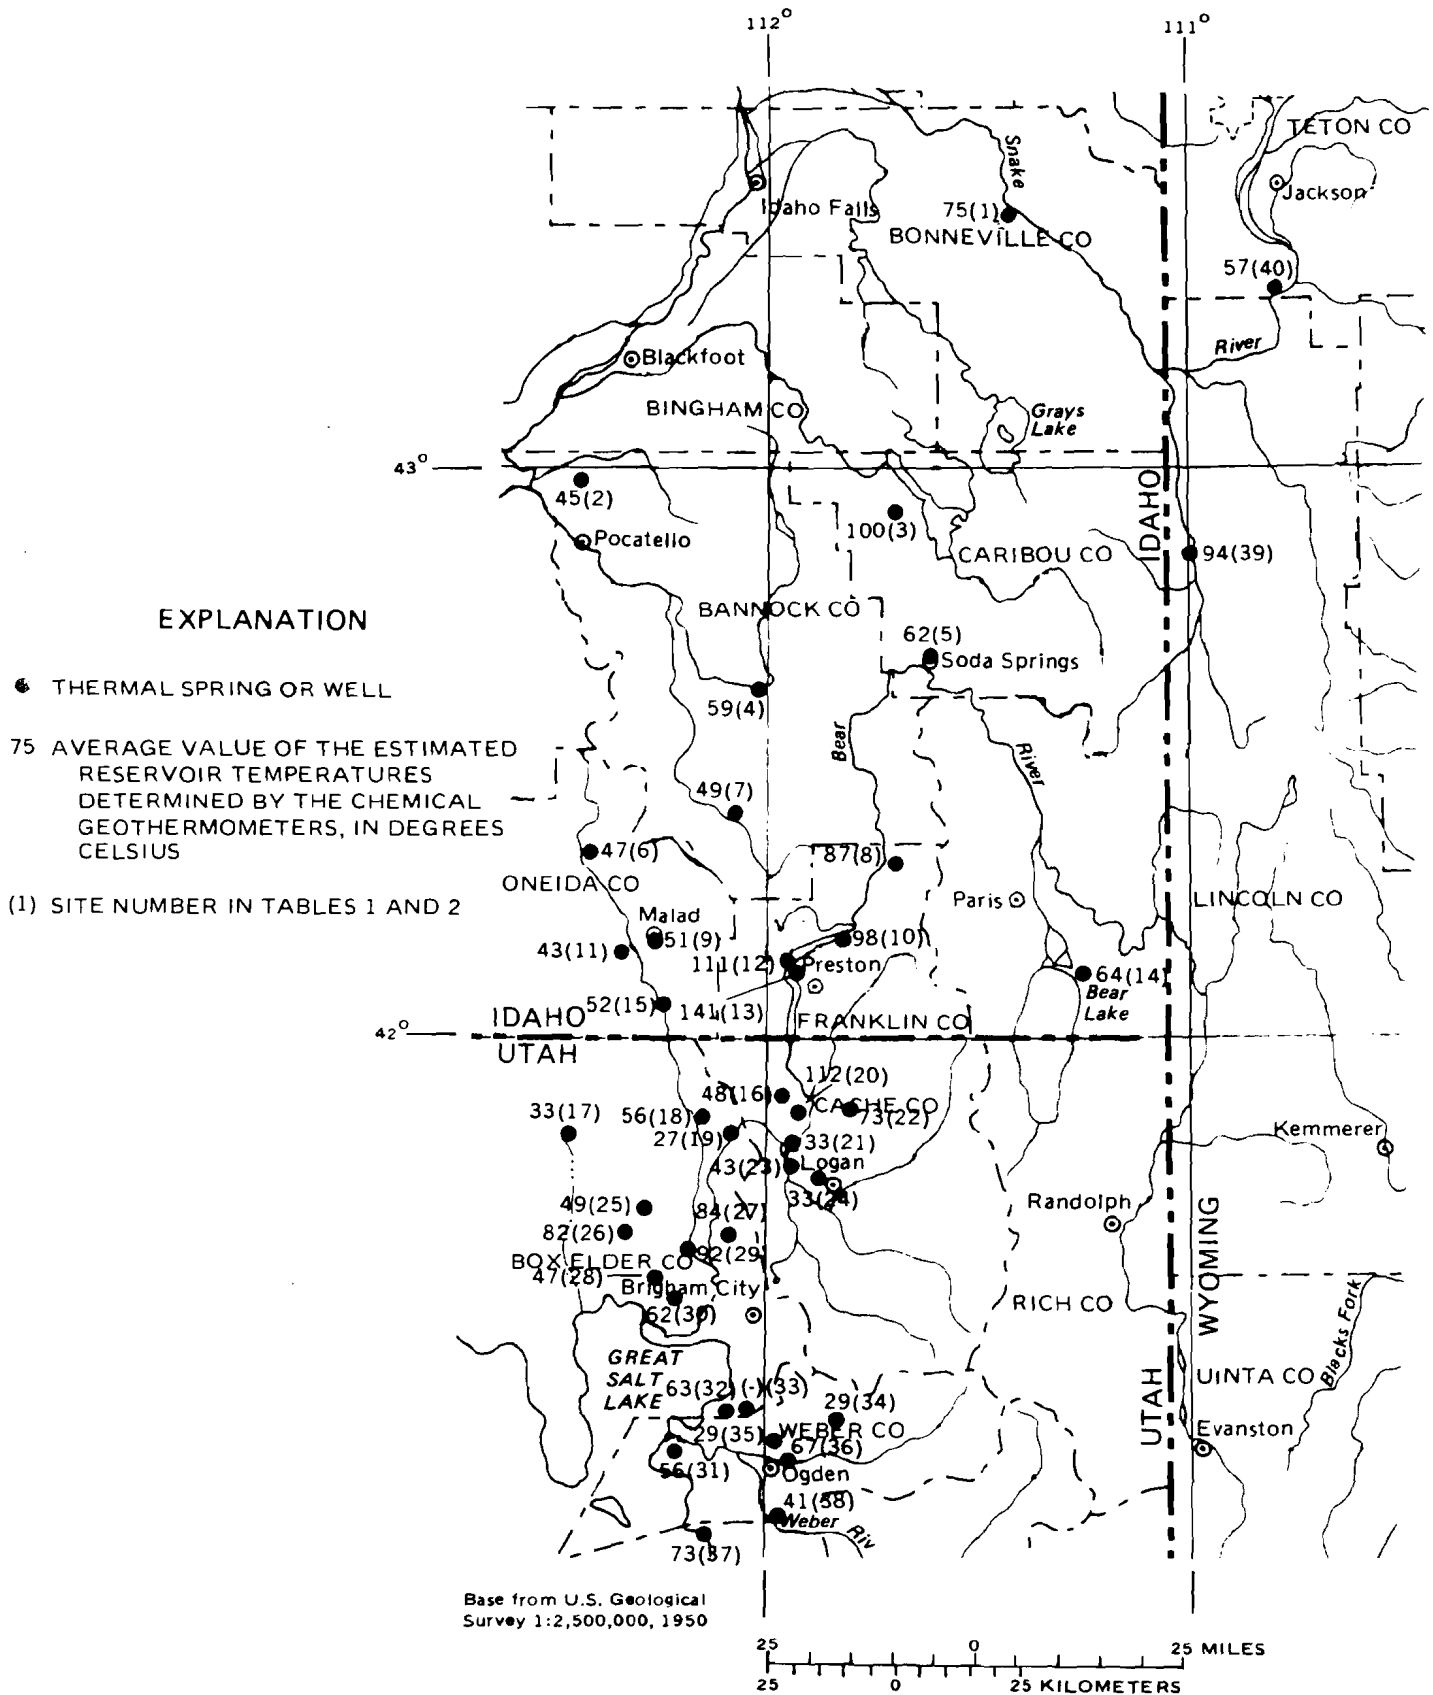 112°
111°
TETON CO
Snake
Jackson
Idaho Falls
75(1)
BONNEVILLE CO
57(40)
River
Blackfoot
BINGHAM CO
Grays
Lake
43°
45(2)
100(3)
IDAHO
Pocatello
CARIBOU CO
94(39)
EXPLANATION
BANNOCK CO
62(5)
Soda Springs
THERMAL SPRING OR WELL
59(4)
75 AVERAGE VALUE OF THE ESTIMATED
RESERVOIR TEMPERATURES
DETERMINED BY THE CHEMICAL
GEOTHERMOMETERS, IN DEGREES
CELSIUS
Bear
River
49(7)
47(6)
87(8)
ONEIDA CO
(1) SITE NUMBER IN TABLES 1 AND 2
Paris
LINCOLN CO
Malad
51(9)
98(10)
43(11)
111(12)
Preston
64(14)
Bear
Lake
52(15)
141(13)
IDAHO
FRANKLIN CO
42°
UTAH
112(20)
48(16)
CACHE CO
33(17)
56(18)
73(22)
27(19)
33(21)
Kemmerer
43(23)
Logan
33(24)
Randolph
49(25)
84(27)
82(26)
92(29)
BOX ELDER CO
47(28)
Brigham City
WYOMING
62(30)
RICH CO
Blacks Fork
GREAT
SALT
LAKE
63(32)
(-)(33)
UINTA CO
29(34)
UTAH
29(35)
WEBER CO
Evanston
67(36)
56(31)
Ogden
41(38)
Weber Riv
73(37)
Base from U.S. Geological
Survey 1:2,500,000, 1950
25 0 25 MILES
25 0 25 KILOMETERS